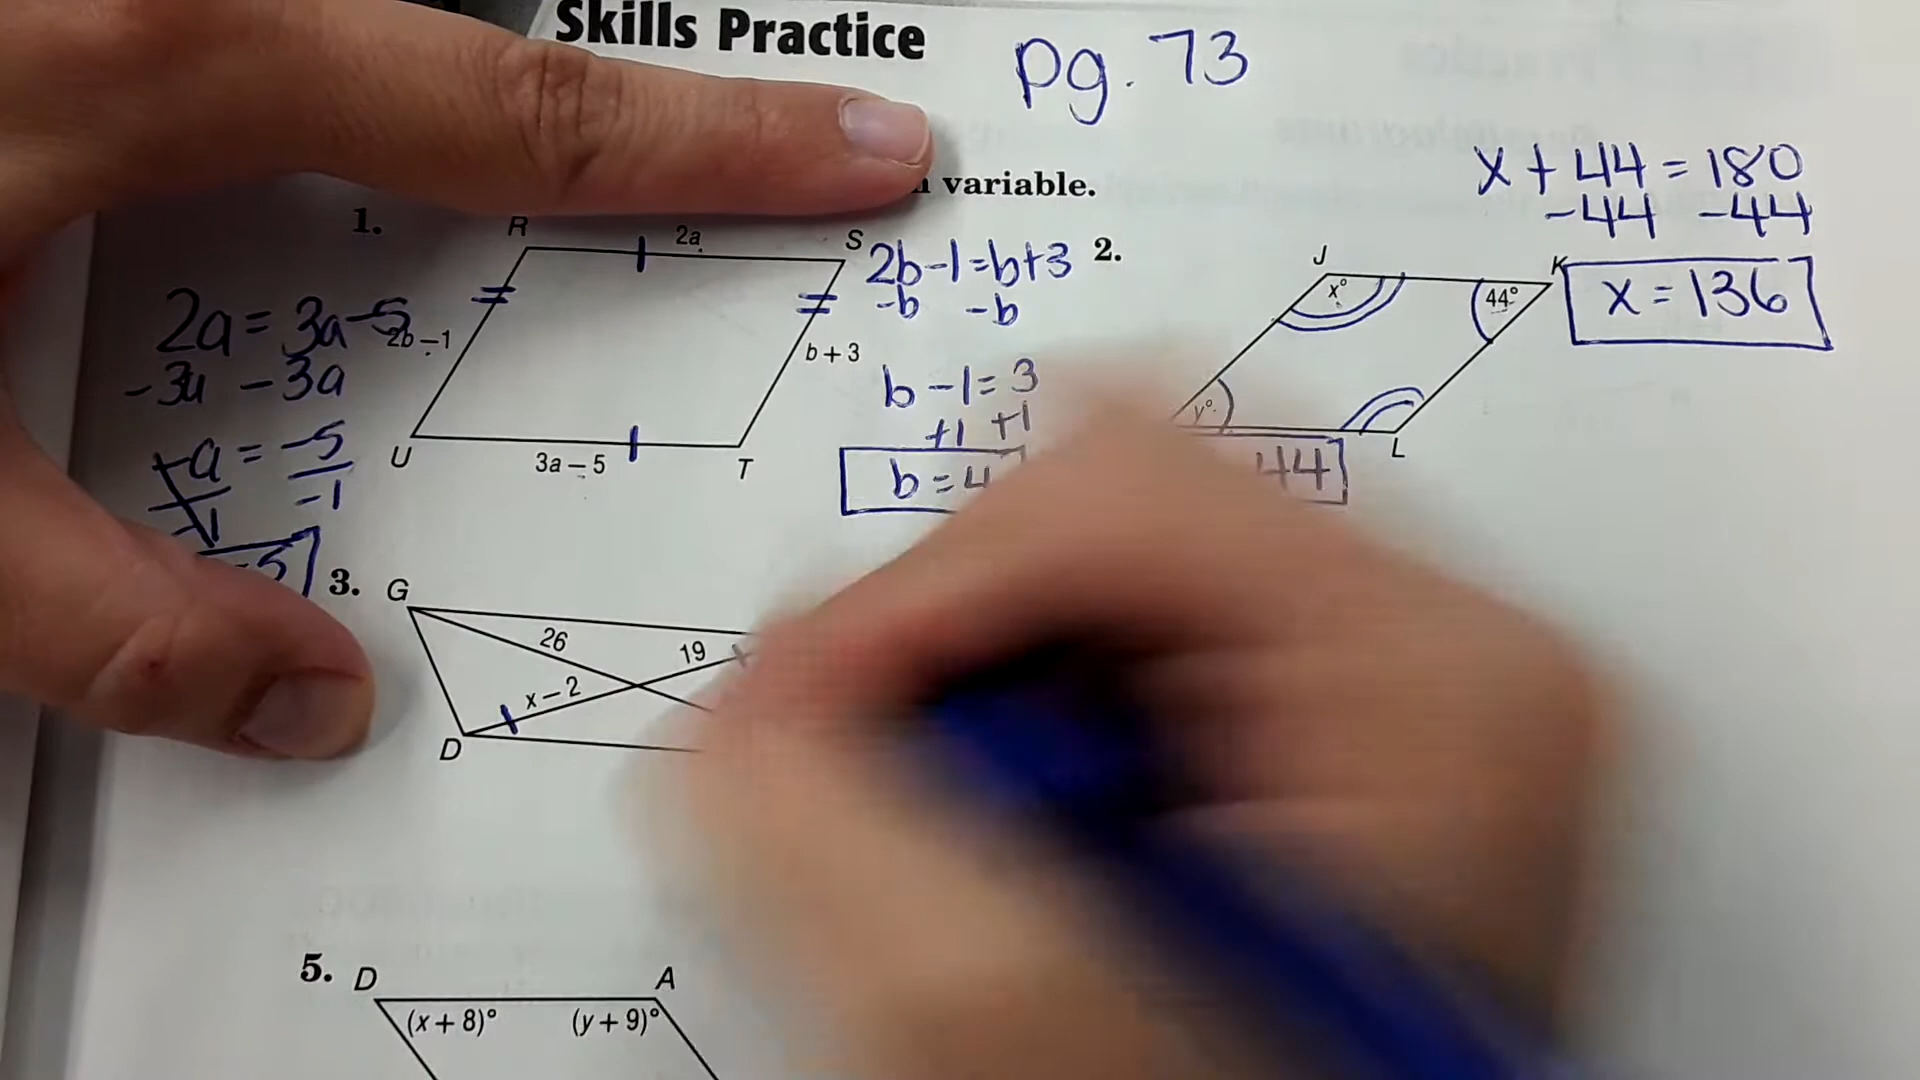 Skills Practice
pg. 73
variable.
1.
R
2a
S
2a = 3a - 5
-3a - 3a
-a = -5
-1 -1
2b - 1
b + 3
U
3a - 5
T
2b - 1 = b + 3
-b -b
b - 1 = 3
+1 +1
b = 4
2.
J
K
x°
44°
y°
L
x + 44 = 180
-44 -44
x = 136
44
3.
G
26
19
x - 2
D
5.
D
A
(x + 8)°
(y + 9)°